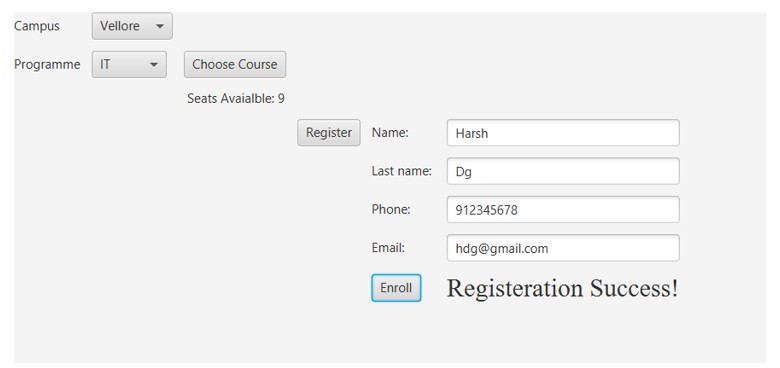 Campus Vellore
Programme IT Choose Course
Seats Avaialble: 9
Register Name: Harsh
Last name: Dg
Phone: 912345678
Email: hdg@gmail.com
Enroll Registeration Success!